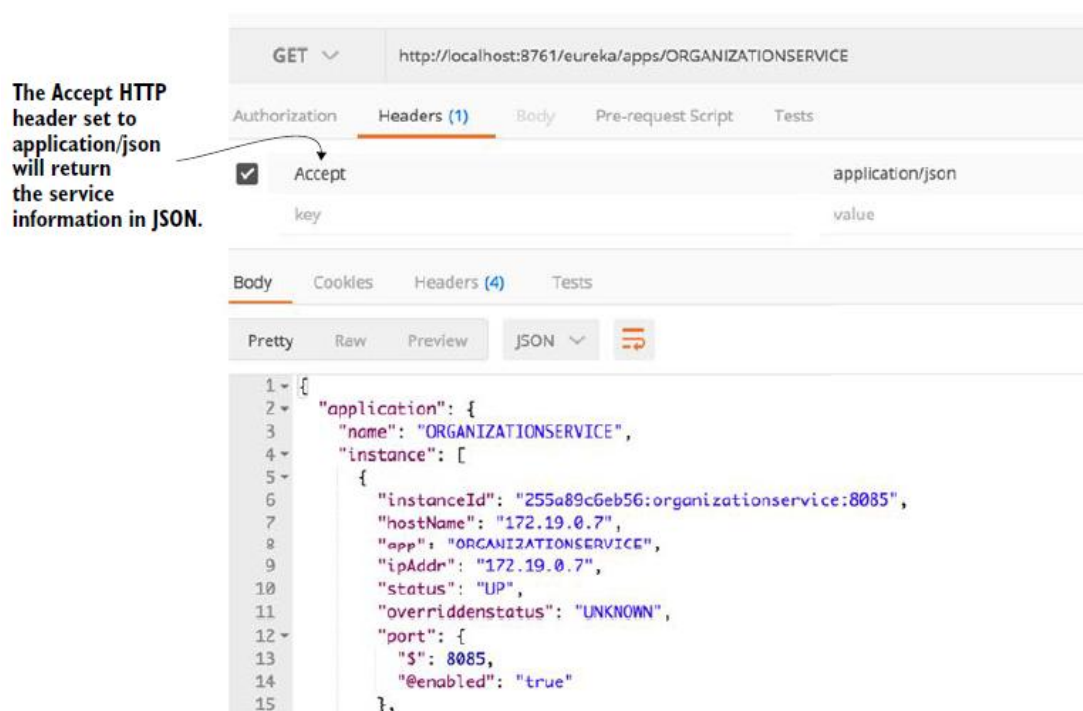 GET
http://localhost:8761/eureka/apps/ORGANIZATIONSERVICE
The Accept HTTP
header set to
application/json
will return
the service
information in JSON.
Authorization Headers (1) Body Pre-request Script Tests
Accept application/json
key value
Body Cookies Headers (4) Tests
Pretty Raw Preview JSON
1 {
2 "application": {
3 "name": "ORGANIZATIONSERVICE",
4 "instance": [
5 {
6 "instanceId": "255a89c6eb56:organizationservice:8085",
7 "hostName": "172.19.0.7",
8 "app": "ORGANIZATIONSERVICE",
9 "ipAddr": "172.19.0.7",
10 "status": "UP",
11 "overriddenstatus": "UNKNOWN",
12 "port": {
13 "$": 8085,
14 "@enabled": "true"
15 },